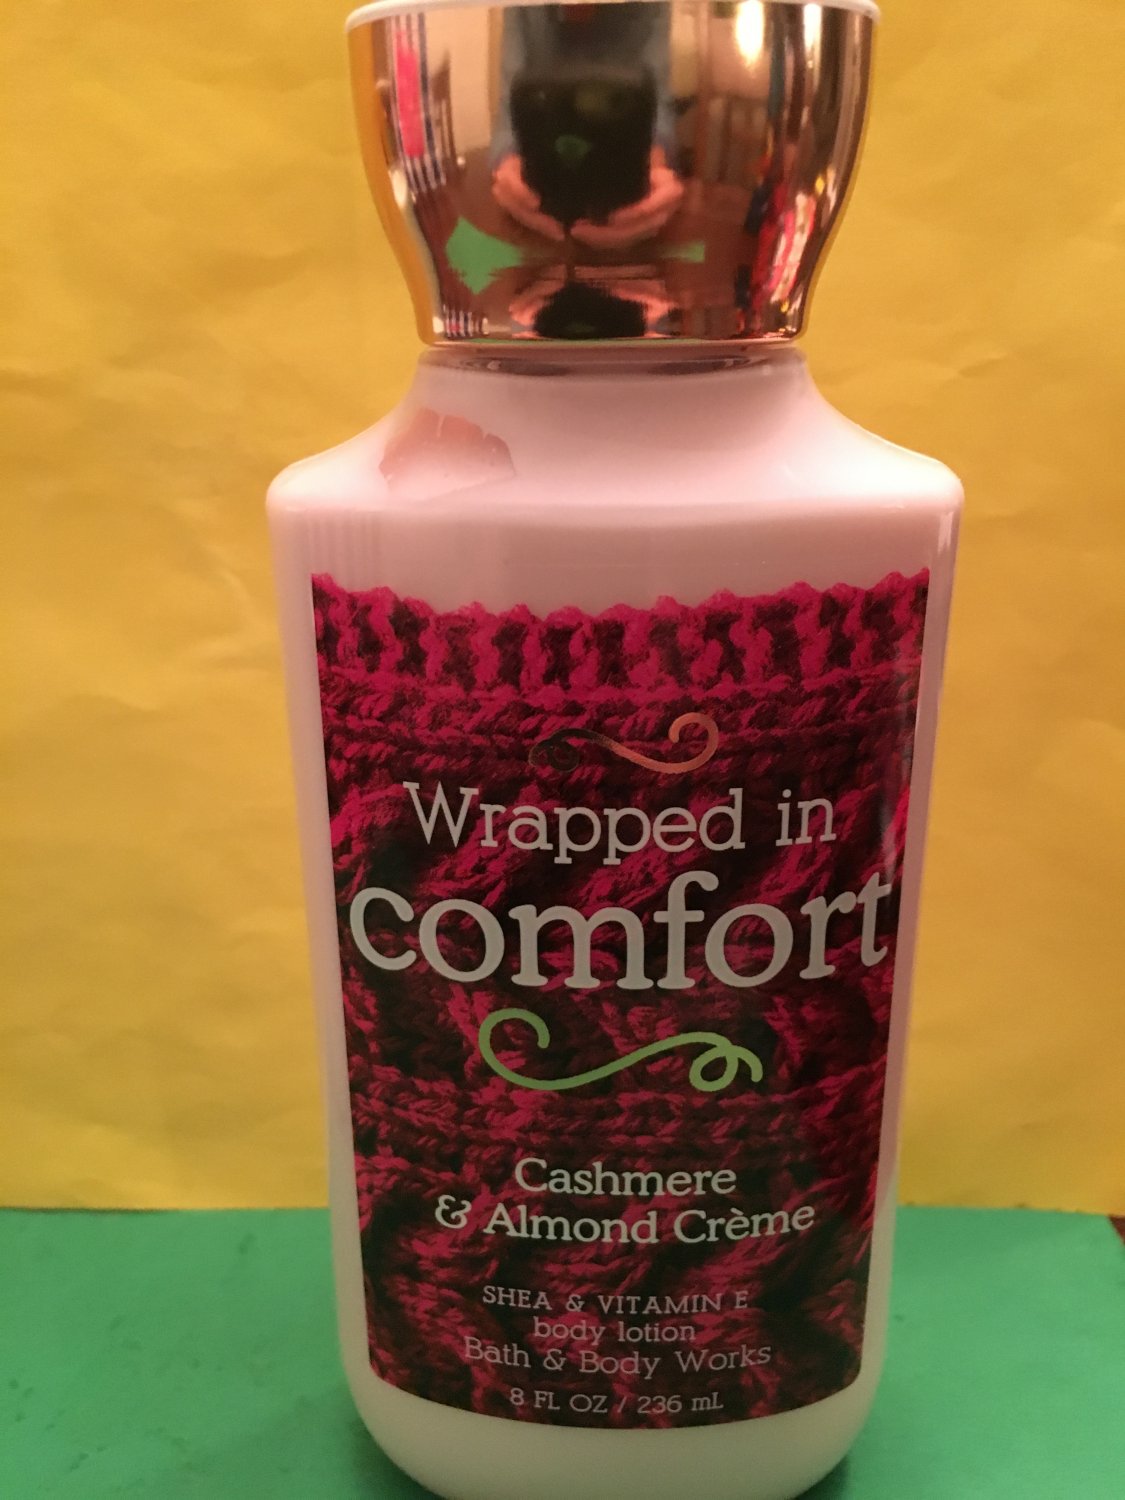 Wrapped in
comfort
Cashmere
& Almond Crème
SHEA & VITAMIN E
body lotion
Bath & Body Works
8 FL OZ / 236 mL